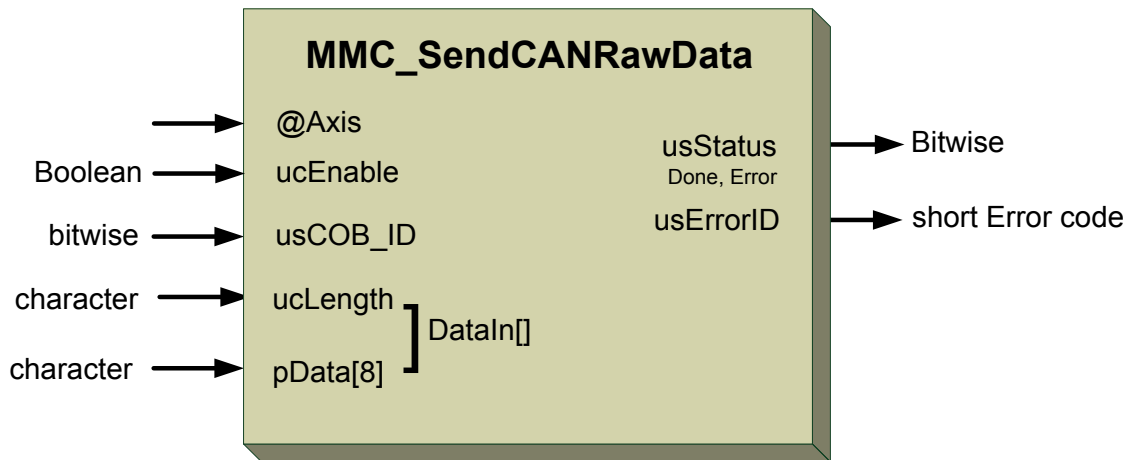 MMC_SendCANRawData
@Axis
Boolean ucEnable
bitwise usCOB_ID
character ucLength
DataIn[]
character pData[8]
usStatus Bitwise
Done, Error
usErrorID short Error code